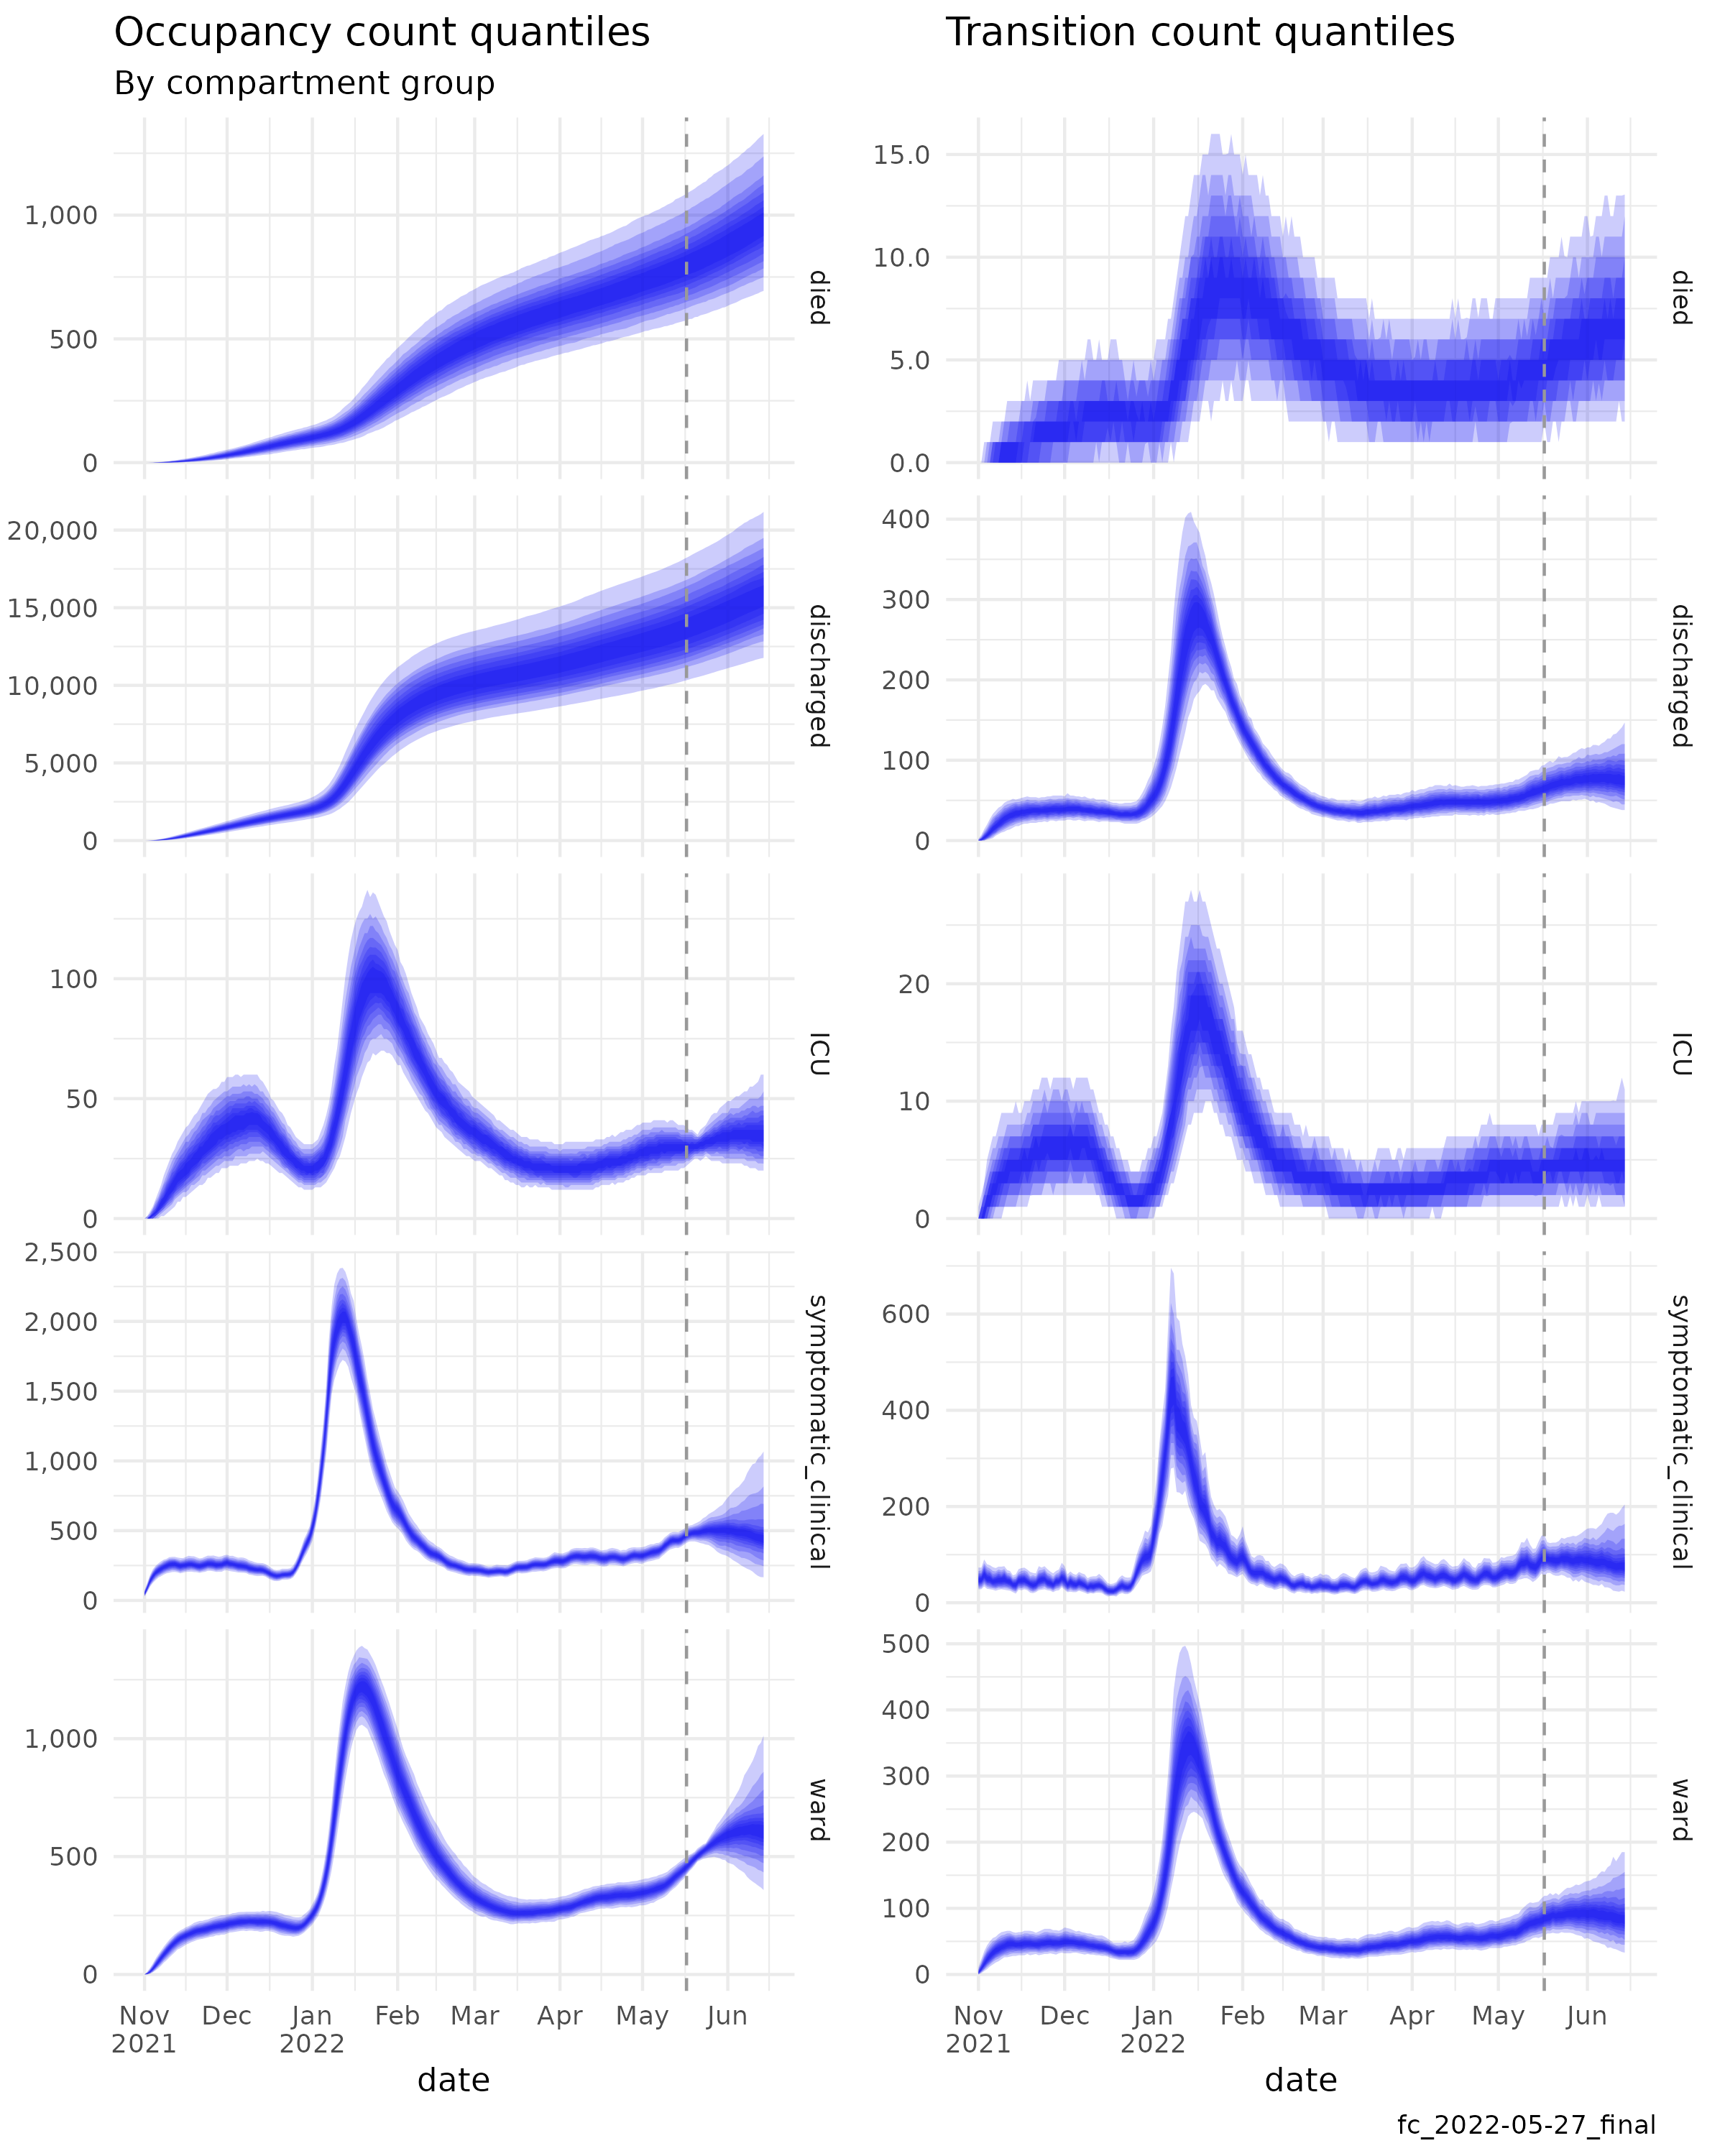 Occupancy count quantiles
By compartment group
1,000
500
0
died
20,000
15,000
10,000
5,000
0
discharged
100
50
0
ICU
2,500
2,000
1,500
1,000
500
0
symptomatic_clinical
1,000
500
0
ward
Nov Dec Jan Feb Mar Apr May Jun
2021 2022
date
Transition count quantiles
15.0
10.0
5.0
0.0
died
400
300
200
100
0
discharged
20
10
0
ICU
600
400
200
0
symptomatic_clinical
500
400
300
200
100
0
ward
Nov Dec Jan Feb Mar Apr May Jun
2021 2022
date
fc_2022-05-27_final